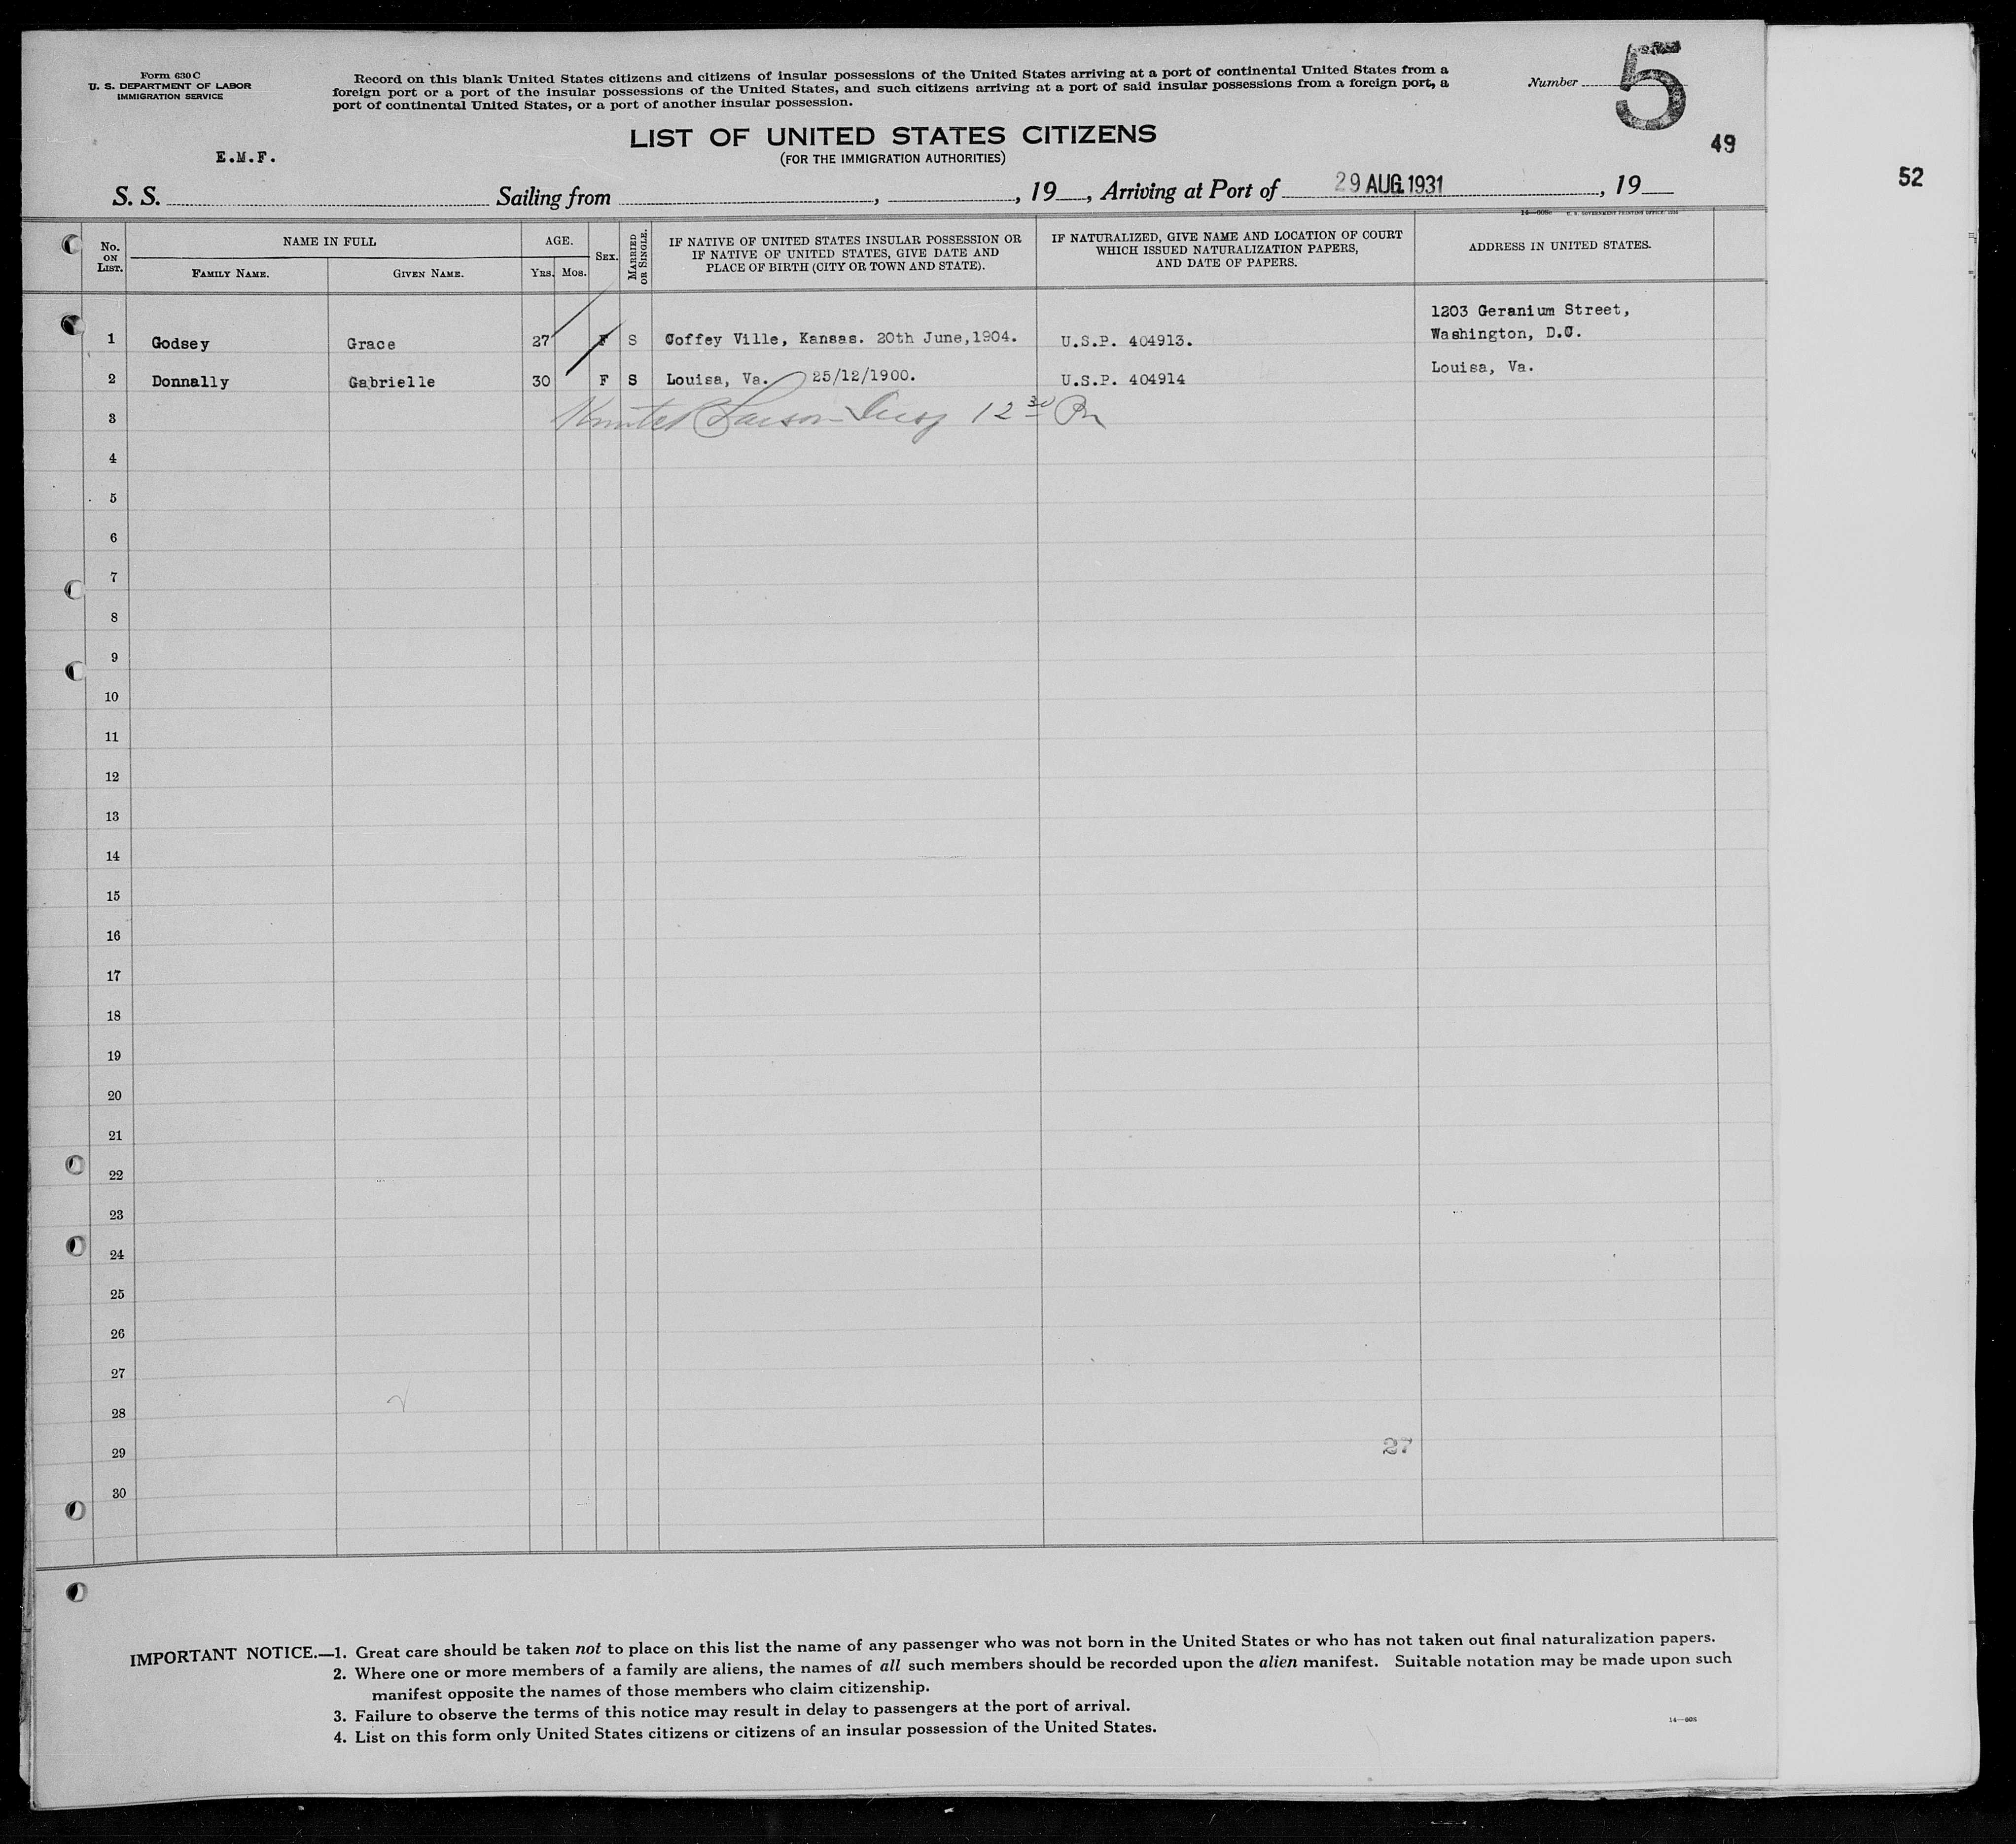 Form 630 C
U. S. DEPARTMENT OF LABOR
IMMIGRATION SERVICE
Record on this blank United States citizens and citizens of insular possessions of the United States arriving at a port of continental United States from a
foreign port or a port of the insular possessions of the United States, and such citizens arriving at a port of said insular possessions from a foreign port, a
port of continental United States, or a port of another insular possession.
Number 5
LIST OF UNITED STATES CITIZENS
(FOR THE IMMIGRATION AUTHORITIES)
49
52
E.M.F.
S. S. Sailing from , , 19 , Arriving at Port of 29 AUG. 1931 , 19
No. ON LIST.
NAME IN FULL
FAMILY NAME.
GIVEN NAME.
AGE.
YRS. MOS.
SEX.
MARRIED OR SINGLE.
IF NATIVE OF UNITED STATES INSULAR POSSESSION OR
IF NATIVE OF UNITED STATES, GIVE DATE AND
PLACE OF BIRTH (CITY OR TOWN AND STATE).
IF NATURALIZED, GIVE NAME AND LOCATION OF COURT
WHICH ISSUED NATURALIZATION PAPERS,
AND DATE OF PAPERS.
ADDRESS IN UNITED STATES.
1203 Geranium Street,
1 Godsey Grace 27 F S Coffey Ville, Kansas. 20th June,1904. U.S.P. 404913. Washington, D.C.
2 Donnally Gabrielle 30 F S Louisa, Va. 25/12/1900. U.S.P. 404914 Louisa, Va.
3 12 30 Pm
4
5
6
7
8
9
10
11
12
13
14
15
16
17
18
19
20
21
22
23
24
25
26
27
28
29 27
30
IMPORTANT NOTICE.—1. Great care should be taken not to place on this list the name of any passenger who was not born in the United States or who has not taken out final naturalization papers.
2. Where one or more members of a family are aliens, the names of all such members should be recorded upon the alien manifest. Suitable notation may be made upon such
manifest opposite the names of those members who claim citizenship.
3. Failure to observe the terms of this notice may result in delay to passengers at the port of arrival.
4. List on this form only United States citizens or citizens of an insular possession of the United States.